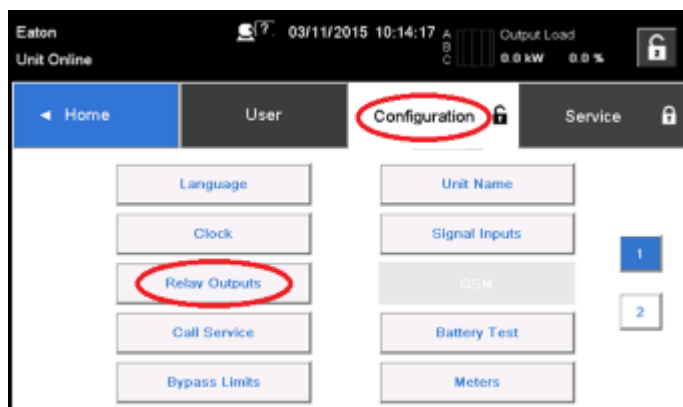 Eaton
Unit Online
03/11/2015 10:14:17
A
B
C
Output Load
0.0 kW 0.0 %
2
◄ Home
User
Configuration
Service
Language
Unit Name
Clock
Signal Inputs
Relay Outputs
GSM
Call Service
Battery Test
Bypass Limits
Meters
1
2